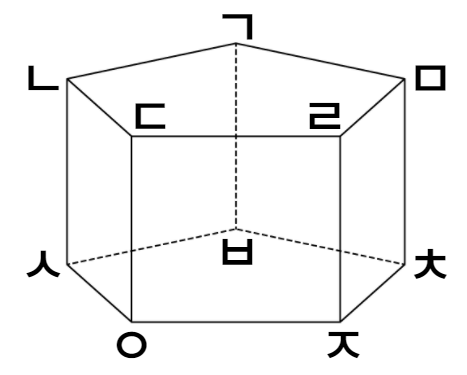 ㄱ
ㄴ ㅁ
ㄷ ㄹ
ㅂ
ㅅ ㅊ
ㅇ ㅈ